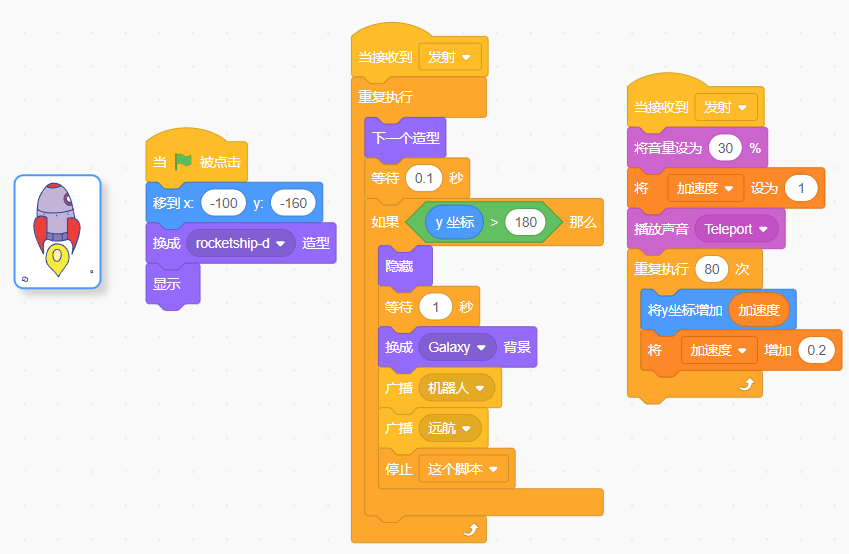 当 被点击
移到 x: -100 y: -160
换成 rocketship-d 造型
显示
当接收到 发射
重复执行
下一个造型
等待 0.1 秒
如果 y 坐标 > 180 那么
隐藏
等待 1 秒
换成 Galaxy 背景
广播 机器人
广播 远航
停止 这个脚本
当接收到 发射
将音量设为 30 %
将 加速度 设为 1
播放声音 Teleport
重复执行 80 次
将y坐标增加 加速度
将 加速度 增加 0.2